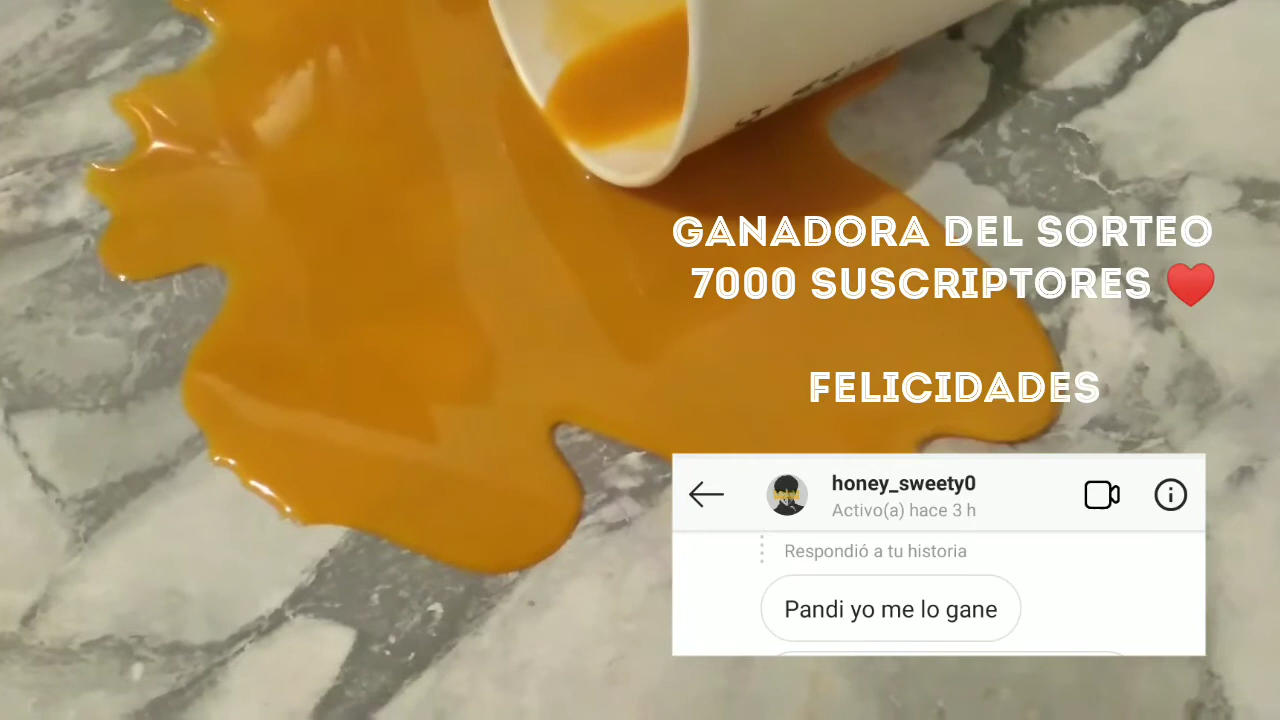 GANADORA DEL SORTEO
7000 SUSCRIPTORES ❤️
FELICIDADES
honey_sweety0
Activo(a) hace 3 h
Respondió a tu historia
Pandi yo me lo gane